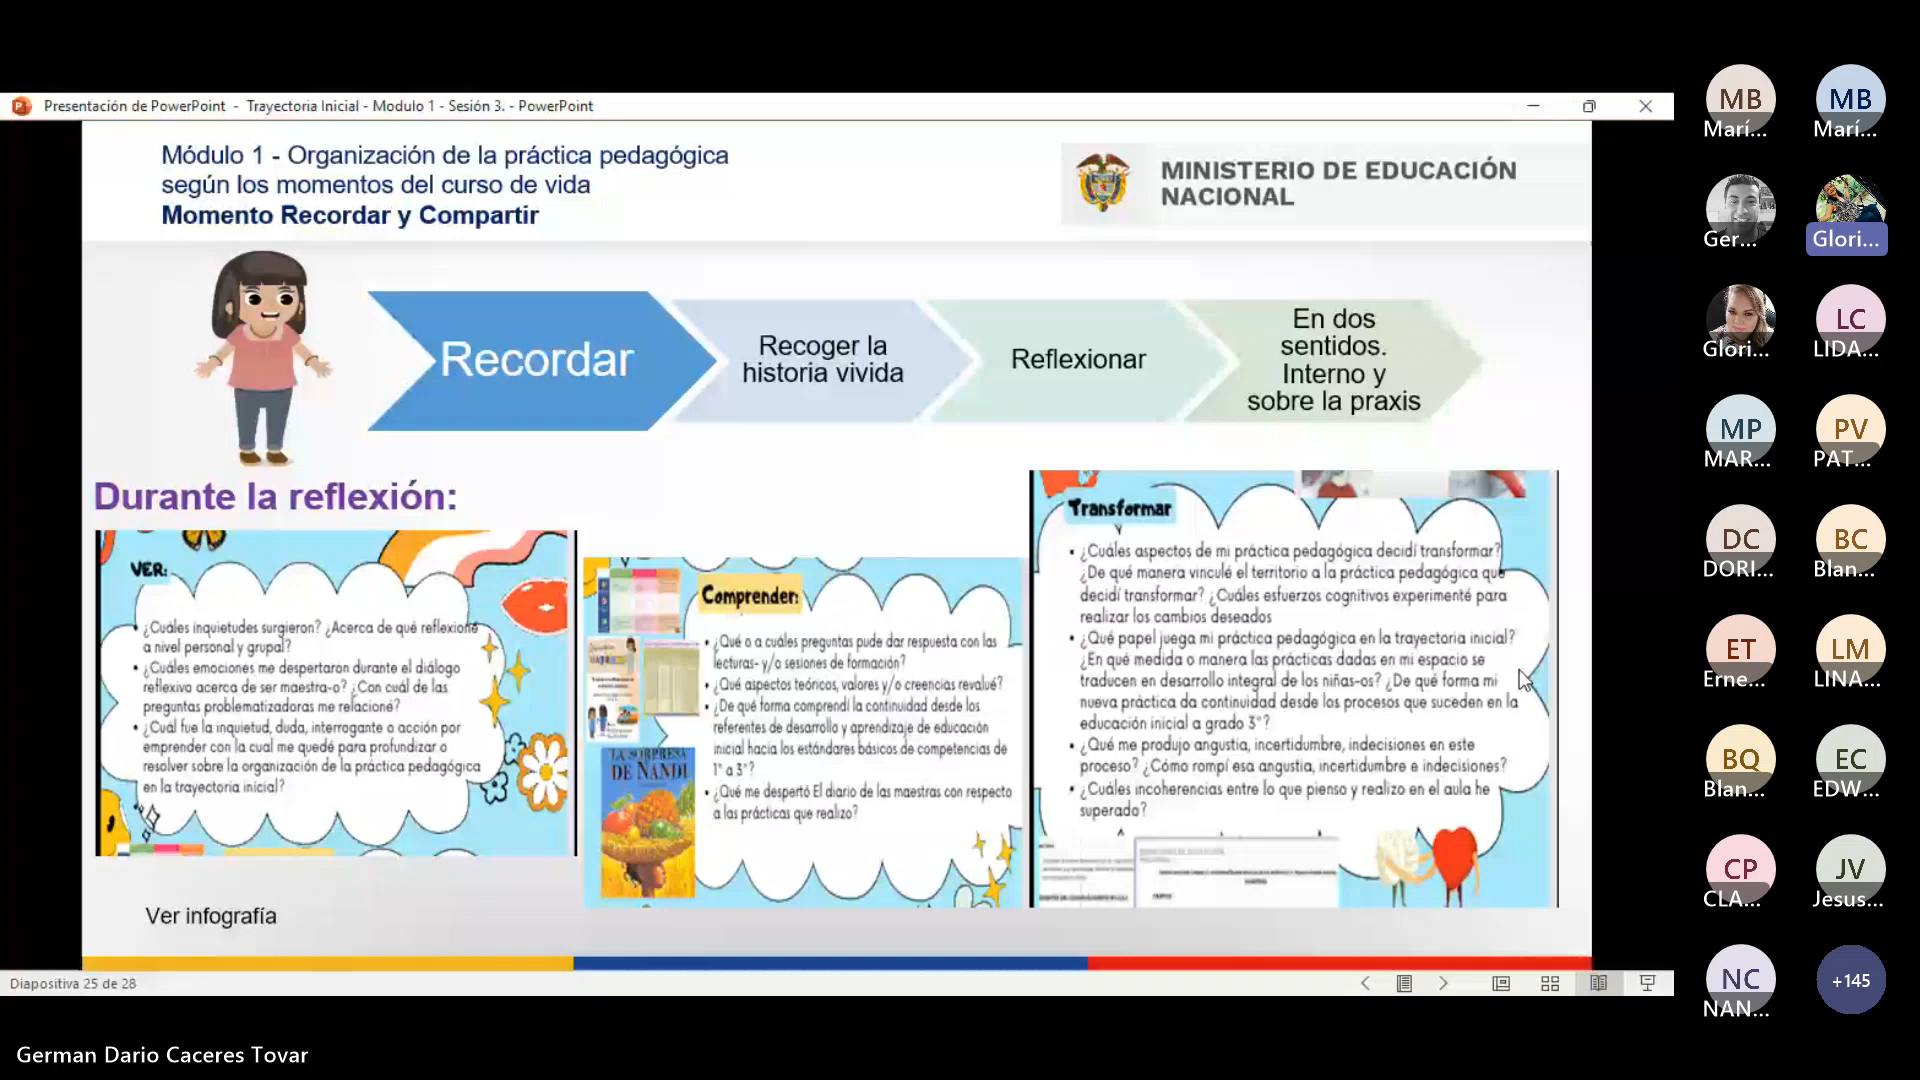 Presentación de PowerPoint - Trayectoria Inicial - Modulo 1 - Sesión 3. - PowerPoint
Módulo 1 - Organización de la práctica pedagógica
según los momentos del curso de vida
Momento Recordar y Compartir
MINISTERIO DE EDUCACIÓN
NACIONAL
Recordar
Recoger la
historia vivida
Reflexionar
En dos
sentidos.
Interno y
sobre la praxis
Durante la reflexión:
VER:
• ¿Cuáles inquietudes surgieron? ¿Acerca de qué reflexioné
a nivel personal y grupal?
• ¿Cuáles emociones me despertaron durante el diálogo
reflexivo acerca de ser maestra-o? ¿Con cuál de las
preguntas problematizadoras me relacioné?
• ¿Cuál fue la inquietud, duda, interrogante o acción por
emprender con la cual me quedé para profundizar o
resolver sobre la organización de la práctica pedagógica
en la trayectoria inicial?
Ver infografía
Comprender:
• ¿Qué o a cuáles preguntas pude dar respuesta con las
lecturas- y/o sesiones de formación?
• ¿Qué aspectos teóricos, valores y/o creencias revalué?
• ¿De qué forma comprendí la continuidad desde los
referentes de desarrollo y aprendizaje de educación
inicial hacia los estándares básicos de competencias de
1° a 3°?
• ¿Qué me despertó El diario de las maestras con respecto
a las prácticas que realizo?
LA SORPRESA
DE NANDI
Transformar
• ¿Cuáles aspectos de mi práctica pedagógica decidí transformar?
¿De qué manera vinculé el territorio a la práctica pedagógica que
decidí transformar? ¿Cuáles esfuerzos cognitivos experimenté para
realizar los cambios deseados
• ¿Qué papel juega mi práctica pedagógica en la trayectoria inicial?
¿En qué medida o manera las prácticas dadas en mi espacio se
traducen en desarrollo integral de los niñas-os? ¿De qué forma mi
nueva práctica da continuidad desde los procesos que suceden en la
educación inicial a grado 3°?
• ¿Qué me produjo angustia, incertidumbre, indecisiones en este
proceso? ¿Cómo rompí esa angustia, incertidumbre e indecisiones?
• ¿Cuáles incoherencias entre lo que pienso y realizo en el aula he
superado?
Diapositiva 25 de 28
German Dario Caceres Tovar
MB
Marí...
MB
Marí...
Ger...
Glori...
Glori...
LC
LIDA...
MP
MAR...
PV
PAT...
DC
DORI...
BC
Blan...
ET
Erne...
LM
LINA...
BQ
Blan...
EC
EDW...
CP
CLA...
JV
Jesus...
NC
NAN...
+145